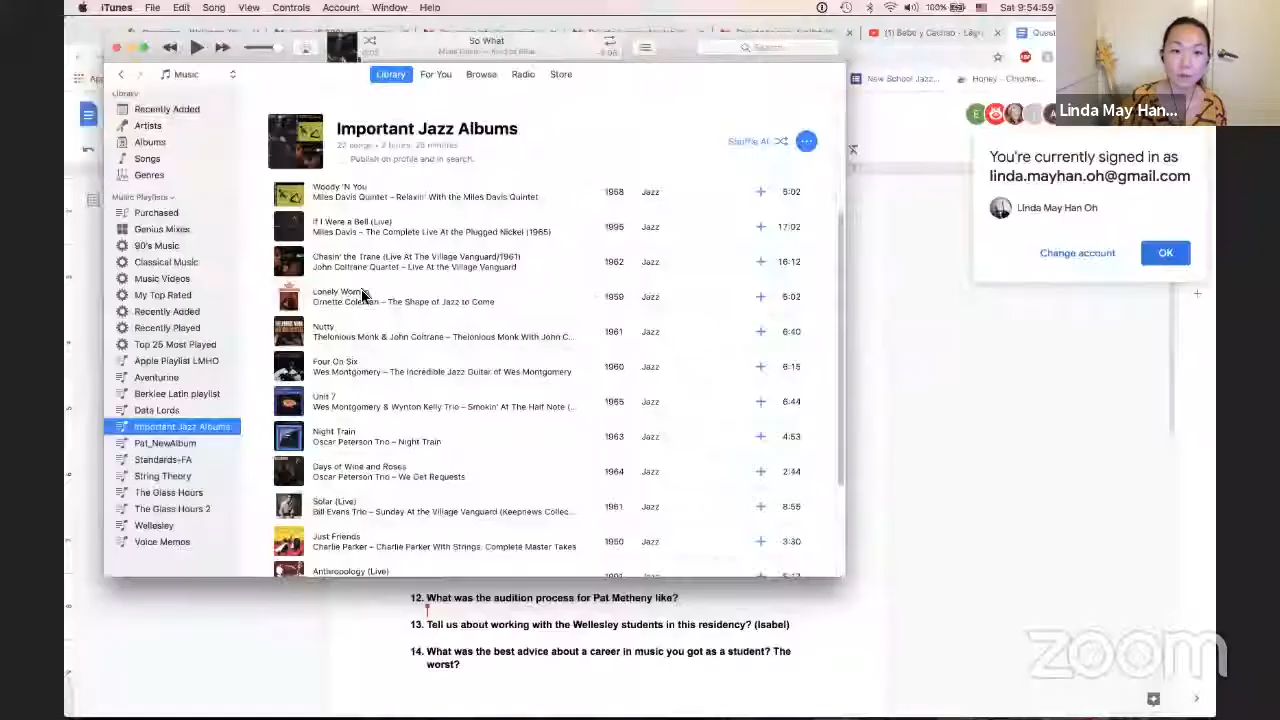 iTunes File Edit Song View Controls Account Window Help
100% Sat 9:54:59
So What
Search
(1) Bebo y Cachao - Lágri
Quest
Music
Library For You Browse Radio Store
New School Jazz...
Honey - Chrome...
Linda May Han...
Library
Recently Added
Artists
Albums
Songs
Genres
Music Playlists
Purchased
Genius Mixes
90's Music
Classical Music
Music Videos
My Top Rated
Recently Added
Recently Played
Top 25 Most Played
Apple Playlist LMHO
Aventurine
Berklee Latin playlist
Data Lords
Important Jazz Albums
Pat_NewAlbum
Standards-FA
String Theory
The Glass Hours
The Glass Hours 2
Wellesley
Voice Memos
Important Jazz Albums
Shuffle All
Publish on profile and in search.
Woody 'N You
Miles Davis Quintet – Relaxin' With the Miles Davis Quintet
1958 Jazz 5:02
If I Were a Bell (Live)
Miles Davis – The Complete Live At the Plugged Nickel (1965)
1995 Jazz 17:02
Chasin' the Trane (Live At The Village Vanguard/1961)
John Coltrane Quartet – Live At the Village Vanguard
1962 Jazz 16:12
Lonely
Ornette – The Shape of Jazz to Come
1959 Jazz 5:02
Nutty
Thelonious Monk & John Coltrane – Thelonious Monk With John C...
1961 Jazz 6:40
Four On Six
Wes Montgomery – The Incredible Jazz Guitar of Wes Montgomery
1960 Jazz 6:15
Unit 7
Wes Montgomery & Wynton Kelly Trio – Smokin' At The Half Note (...
1965 Jazz 6:44
Night Train
Oscar Peterson Trio – Night Train
1963 Jazz 4:53
Days of Wine and Roses
Oscar Peterson Trio – We Get Requests
1964 Jazz 2:44
Solar (Live)
Bill Evans Trio – Sunday At the Village Vanguard (Keepnews Collec...
1961 Jazz 8:58
Just Friends
Charlie Parker – Charlie Parker With Strings: Complete Master Takes
1950 Jazz 3:30
Anthropology (Live)
You're currently signed in as
linda.mayhan.oh@gmail.com
Linda May Han Oh
Change account OK
12. What was the audition process for Pat Metheny like?
13. Tell us about working with the Wellesley students in this residency? (Isabel)
14. What was the best advice about a career in music you got as a student? The
worst?
zoom